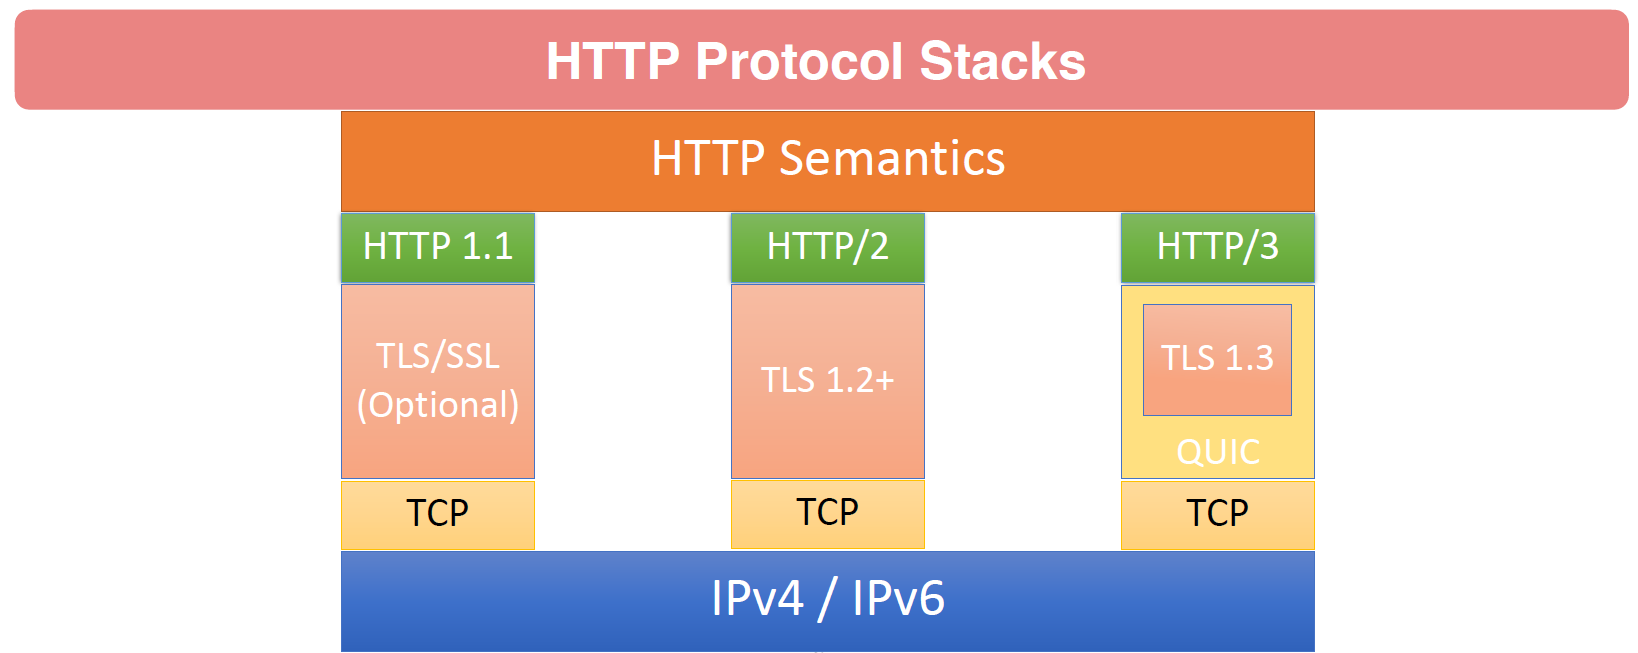 HTTP Protocol Stacks
HTTP Semantics
HTTP 1.1
HTTP/2
HTTP/3
TLS/SSL
(Optional)
TLS 1.2+
TLS 1.3
QUIC
TCP
TCP
TCP
IPv4 / IPv6